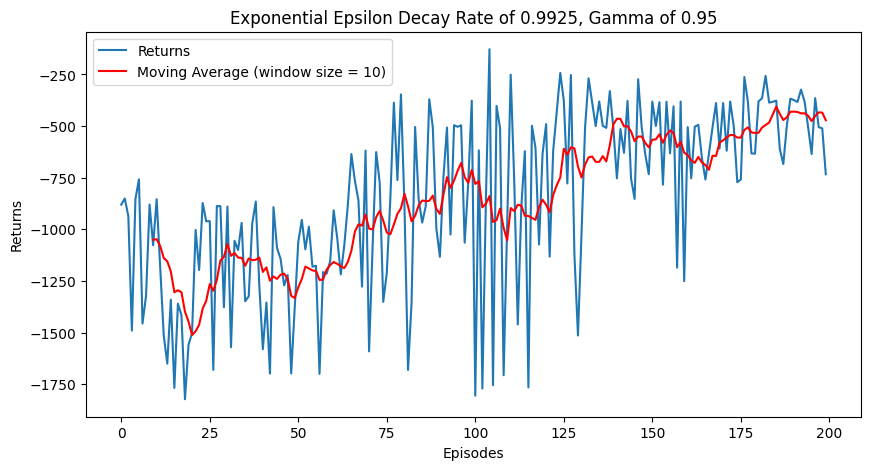 Exponential Epsilon Decay Rate of 0.9925, Gamma of 0.95
Returns
Moving Average (window size = 10)
−250
−500
−750
−1000
−1250
−1500
−1750
Returns
0 25 50 75 100 125 150 175 200
Episodes